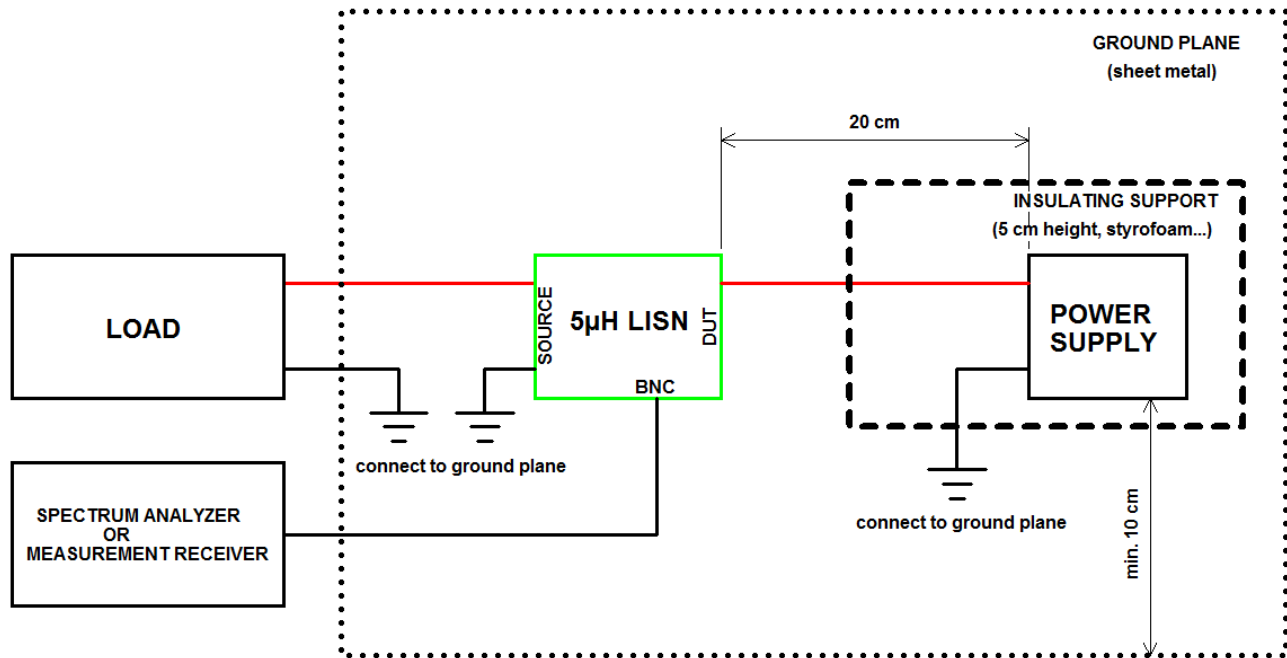 GROUND PLANE
(sheet metal)
20 cm
INSULATING SUPPORT
(5 cm height, styrofoam...)
LOAD
SOURCE
5µH LISN
DUT
BNC
POWER
SUPPLY
connect to ground plane
SPECTRUM ANALYZER
OR
MEASUREMENT RECEIVER
connect to ground plane
min. 10 cm